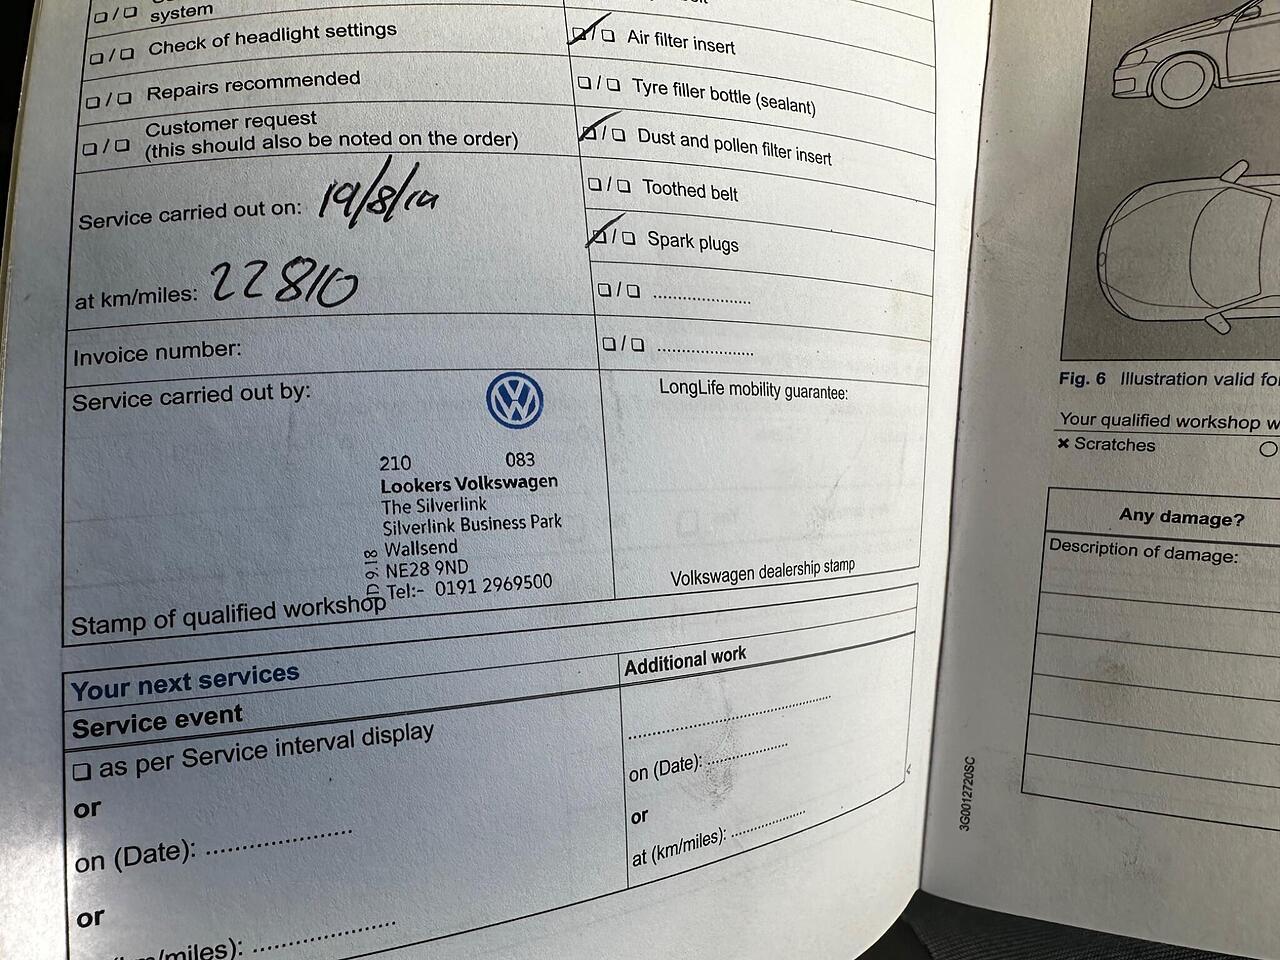 system
Check of headlight settings
Repairs recommended
Customer request
(this should also be noted on the order)
Service carried out on: 19/8/19
at km/miles: 22810
Invoice number:
Service carried out by:
210 083
Lookers Volkswagen
The Silverlink
Silverlink Business Park
Wallsend
NE28 9ND
Tel:- 0191 2969500
D 9.18
Stamp of qualified workshop
Air filter insert
Tyre filler bottle (sealant)
Dust and pollen filter insert
Toothed belt
Spark plugs
LongLife mobility guarantee:
Volkswagen dealership stamp
Your next services
Service event
as per Service interval display
or
on (Date):
or
km/miles):
Additional work
on (Date):
or
at (km/miles):
3G0012720SC
Fig. 6 Illustration valid fo
Your qualified workshop w
× Scratches
Any damage?
Description of damage: